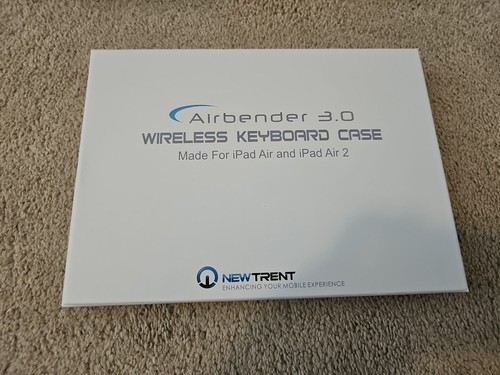 Airbender 3.0
WIRELESS KEYBOARD CASE
Made For iPad Air and iPad Air 2
NEWTRENT
ENHANCING YOUR MOBILE EXPERIENCE